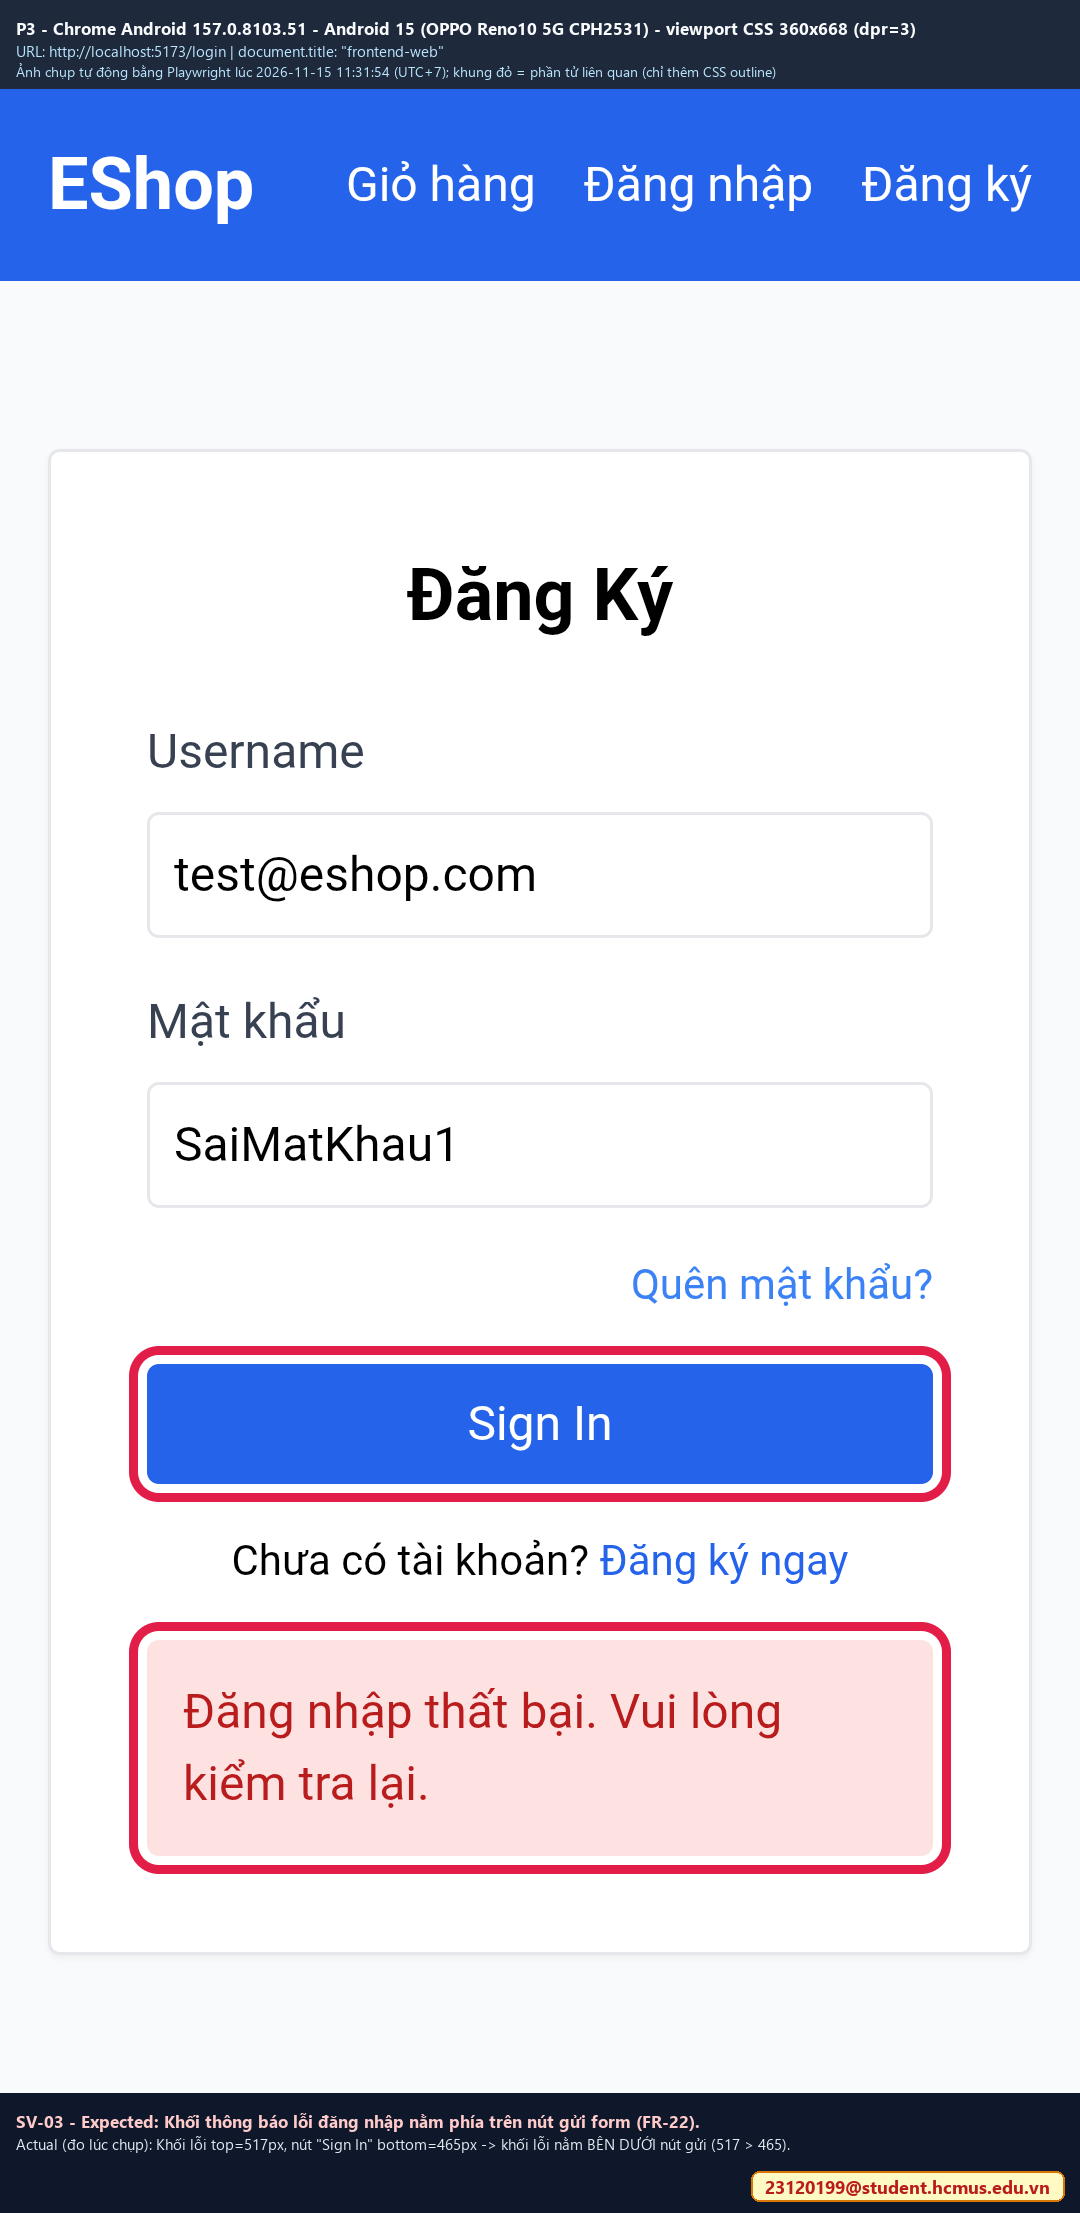 P3 - Chrome Android 157.0.8103.51 - Android 15 (OPPO Reno10 5G CPH2531) - viewport CSS 360x668 (dpr=3)
URL: http://localhost:5173/login | document.title: "frontend-web"
Ảnh chụp tự động bằng Playwright lúc 2026-11-15 11:31:54 (UTC+7); khung đỏ = phần tử liên quan (chỉ thêm CSS outline)
EShop Giỏ hàng Đăng nhập Đăng ký
Đăng Ký
Username
test@eshop.com
Mật khẩu
SaiMatKhau1
Quên mật khẩu?
Sign In
Chưa có tài khoản? Đăng ký ngay
Đăng nhập thất bại. Vui lòng
kiểm tra lại.
SV-03 - Expected: Khối thông báo lỗi đăng nhập nằm phía trên nút gửi form (FR-22).
Actual (đo lúc chụp): Khối lỗi top=517px, nút "Sign In" bottom=465px -> khối lỗi nằm BÊN DƯỚI nút gửi (517 > 465).
23120199@student.hcmus.edu.vn